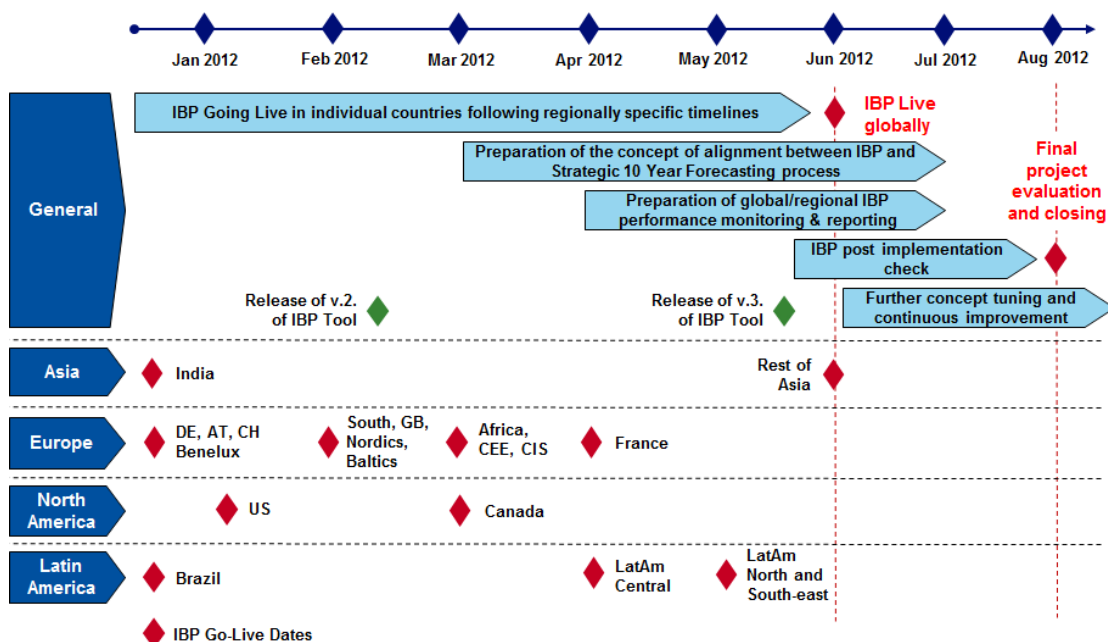 Jan 2012
Feb 2012
Mar 2012
Apr 2012
May 2012
Jun 2012
Jul 2012
Aug 2012
General
IBP Going Live in individual countries following regionally specific timelines
IBP Live
globally
Preparation of the concept of alignment between IBP and
Strategic 10 Year Forecasting process
Final
project
evaluation
and closing
Preparation of global/regional IBP
performance monitoring & reporting
IBP post implementation
check
Release of v.2.
of IBP Tool
Release of v.3.
of IBP Tool
Further concept tuning and
continuous improvement
Asia
India
Rest of
Asia
Europe
DE, AT, CH
Benelux
South, GB,
Nordics,
Baltics
Africa,
CEE, CIS
France
North
America
US
Canada
Latin
America
Brazil
LatAm
Central
LatAm
North and
South-east
IBP Go-Live Dates